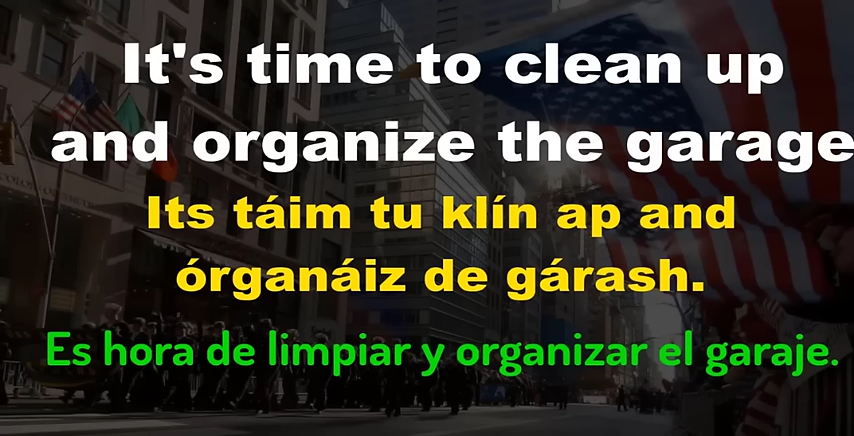 It's time to clean up
and organize the garage
Its táim tu klín ap and
órganáiz de gárash.
Es hora de limpiar y organizar el garaje.